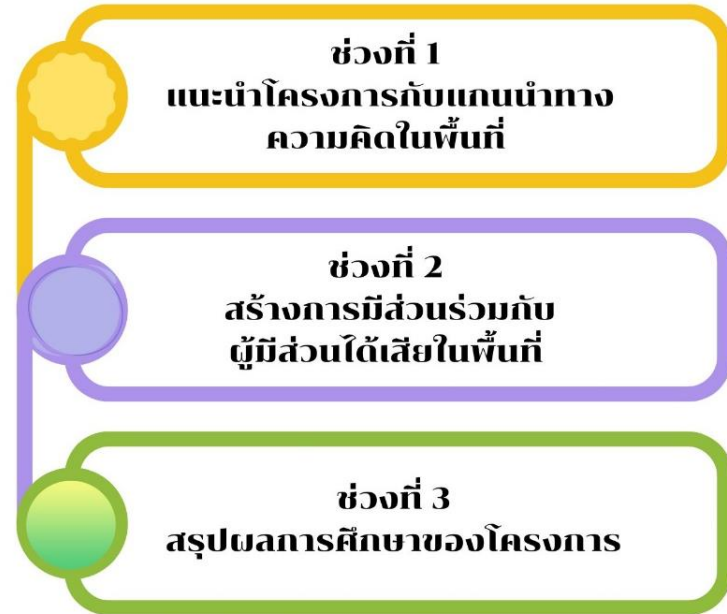 ช่วงที่ 1
แนะนำโครงการกับแกนนำทาง
ความคิดในพื้นที่
ช่วงที่ 2
สร้างการมีส่วนร่วมกับ
ผู้มีส่วนได้เสียในพื้นที่
ช่วงที่ 3
สรุปผลการศึกษาของโครงการ